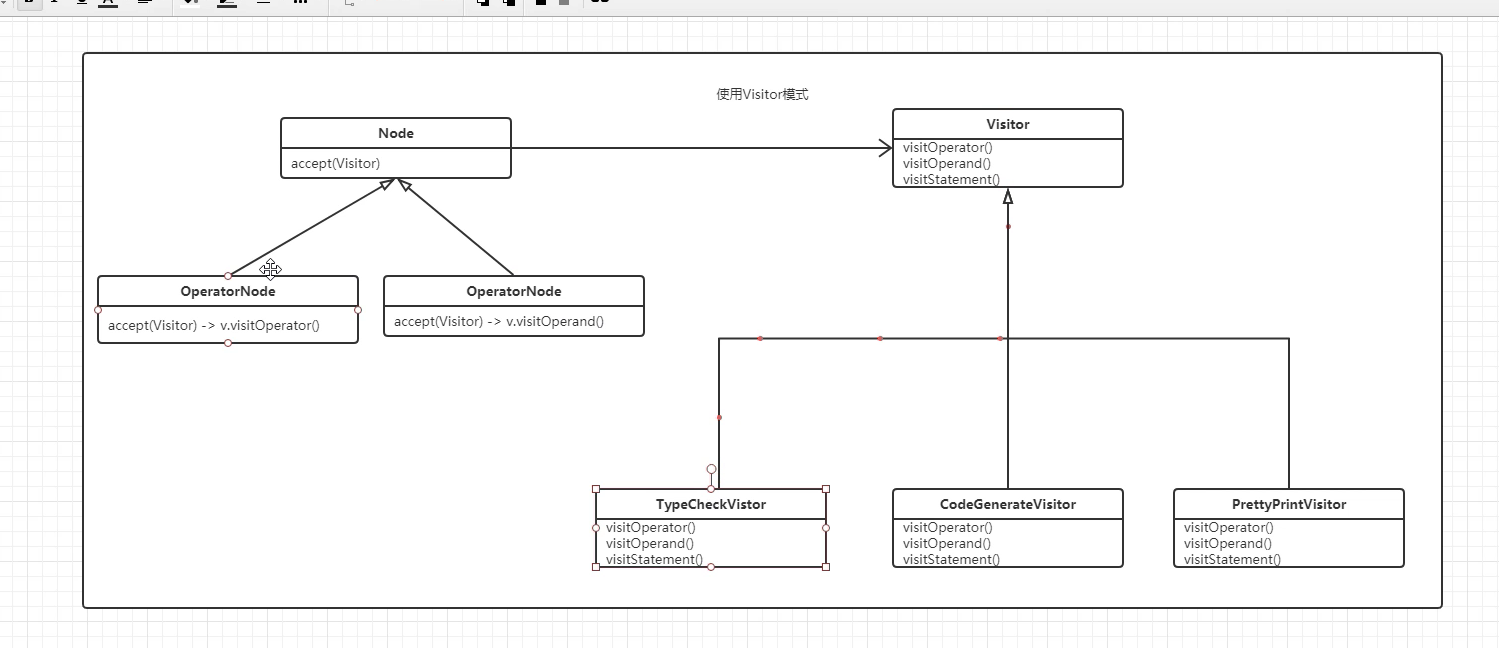 使用Visitor模式
Node
accept(Visitor)
Visitor
visitOperator()
visitOperand()
visitStatement()
OperatorNode
accept(Visitor) -> v.visitOperator()
OperatorNode
accept(Visitor) -> v.visitOperand()
TypeCheckVistor
visitOperator()
visitOperand()
visitStatement()
CodeGenerateVisitor
visitOperator()
visitOperand()
visitStatement()
PrettyPrintVisitor
visitOperator()
visitOperand()
visitStatement()